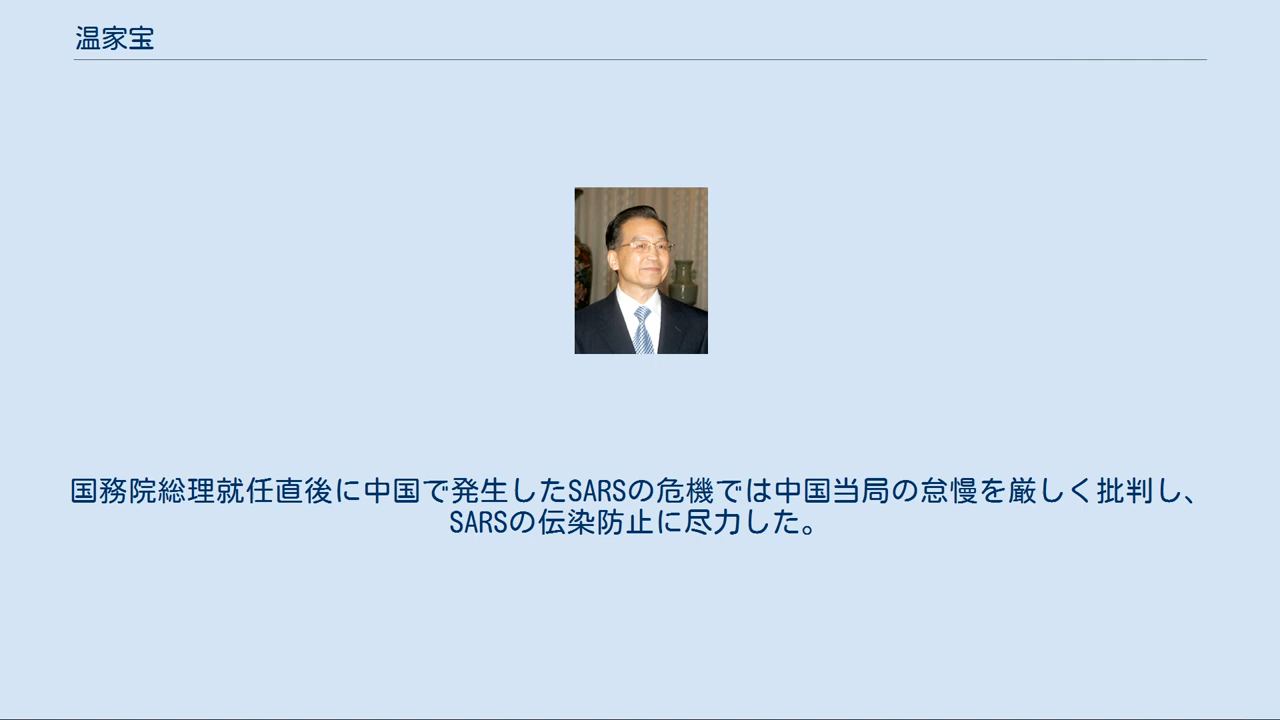 温家宝
国務院総理就任直後に中国で発生したSARSの危機では中国当局の怠慢を厳しく批判し、
SARSの伝染防止に尽力した。